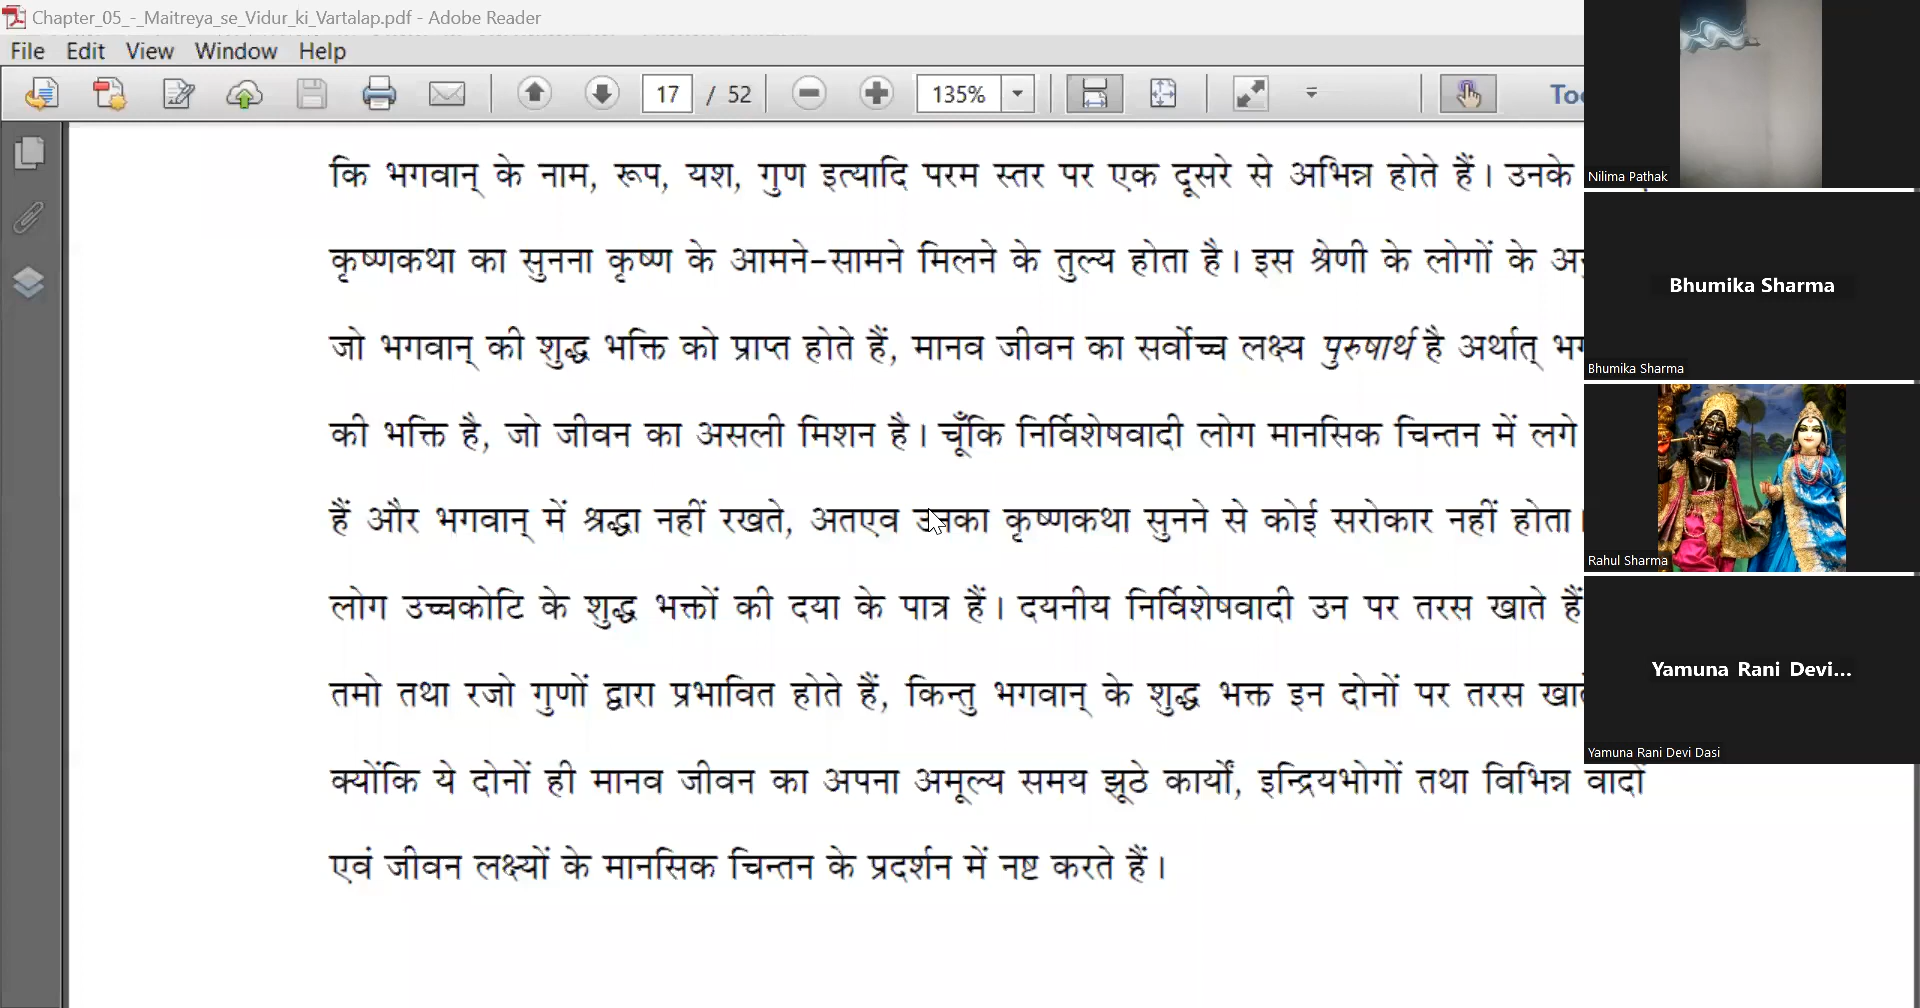 Chapter_05_-_Maitreya_se_Vidur_ki_Vartalap.pdf - Adobe Reader
File Edit View Window Help
17 / 52 135%
कि भगवान् के नाम, रूप, यश, गुण इत्यादि परम स्तर पर एक दूसरे से अभिन्न होते हैं। उनके
कृष्णकथा का सुनना कृष्ण के आमने-सामने मिलने के तुल्य होता है। इस श्रेणी के लोगों के
जो भगवान् की शुद्ध भक्ति को प्राप्त होते हैं, मानव जीवन का सर्वोच्च लक्ष्य पुरुषार्थ है अर्थात्
की भक्ति है, जो जीवन का असली मिशन है। चूँकि निर्विशेषवादी लोग मानसिक चिन्तन में लगे
हैं और भगवान् में श्रद्धा नहीं रखते, अतएव उनका कृष्णकथा सुनने से कोई सरोकार नहीं होता।
लोग उच्चकोटि के शुद्ध भक्तों की दया के पात्र हैं। दयनीय निर्विशेषवादी उन पर तरस खाते हैं
तमो तथा रजो गुणों द्वारा प्रभावित होते हैं, किन्तु भगवान् के शुद्ध भक्त इन दोनों पर तरस
क्योंकि ये दोनों ही मानव जीवन का अपना अमूल्य समय झूठे कार्यों, इन्द्रियभोगों तथा विभिन्न वादों
एवं जीवन लक्ष्यों के मानसिक चिन्तन के प्रदर्शन में नष्ट करते हैं।
Nilima Pathak
Bhumika Sharma
Bhumika Sharma
Rahul Sharma
Yamuna Rani Devi...
Yamuna Rani Devi Dasi